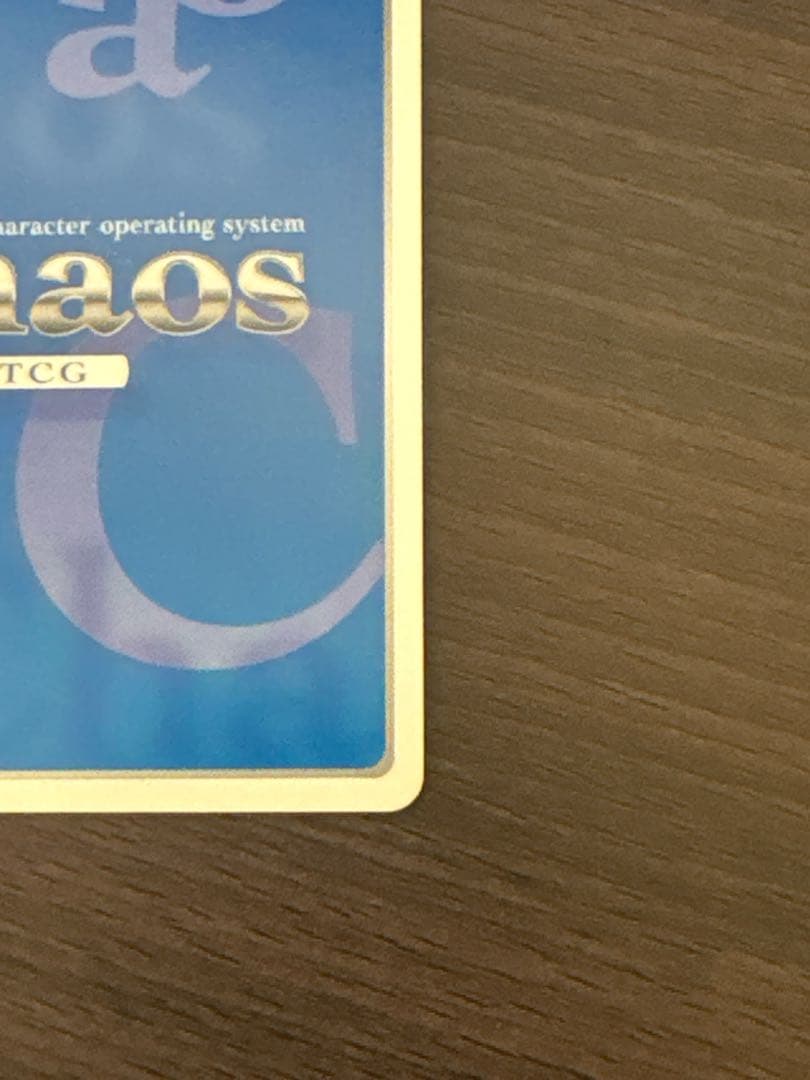 a
haracter operating system
haos
TCG
C